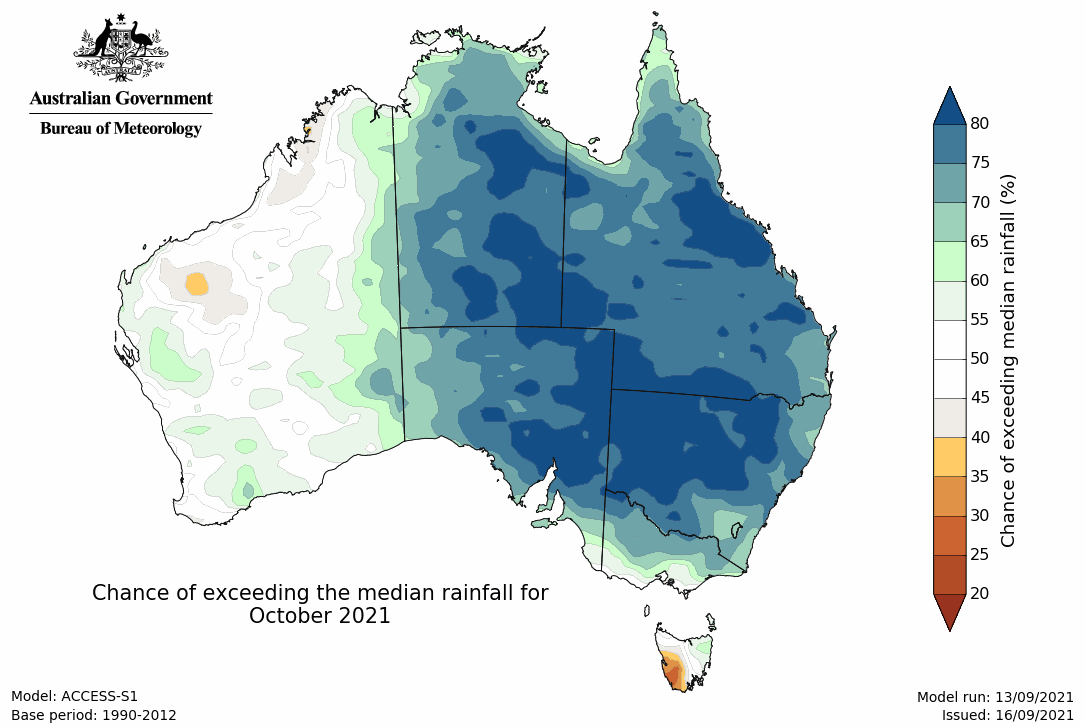 Australian Government
Bureau of Meteorology
80
75
70
65
60
55
50
45
40
35
30
25
20
Chance of exceeding median rainfall (%)
Chance of exceeding the median rainfall for
October 2021
Model: ACCESS-S1
Base period: 1990-2012
Model run: 13/09/2021
Issued: 16/09/2021